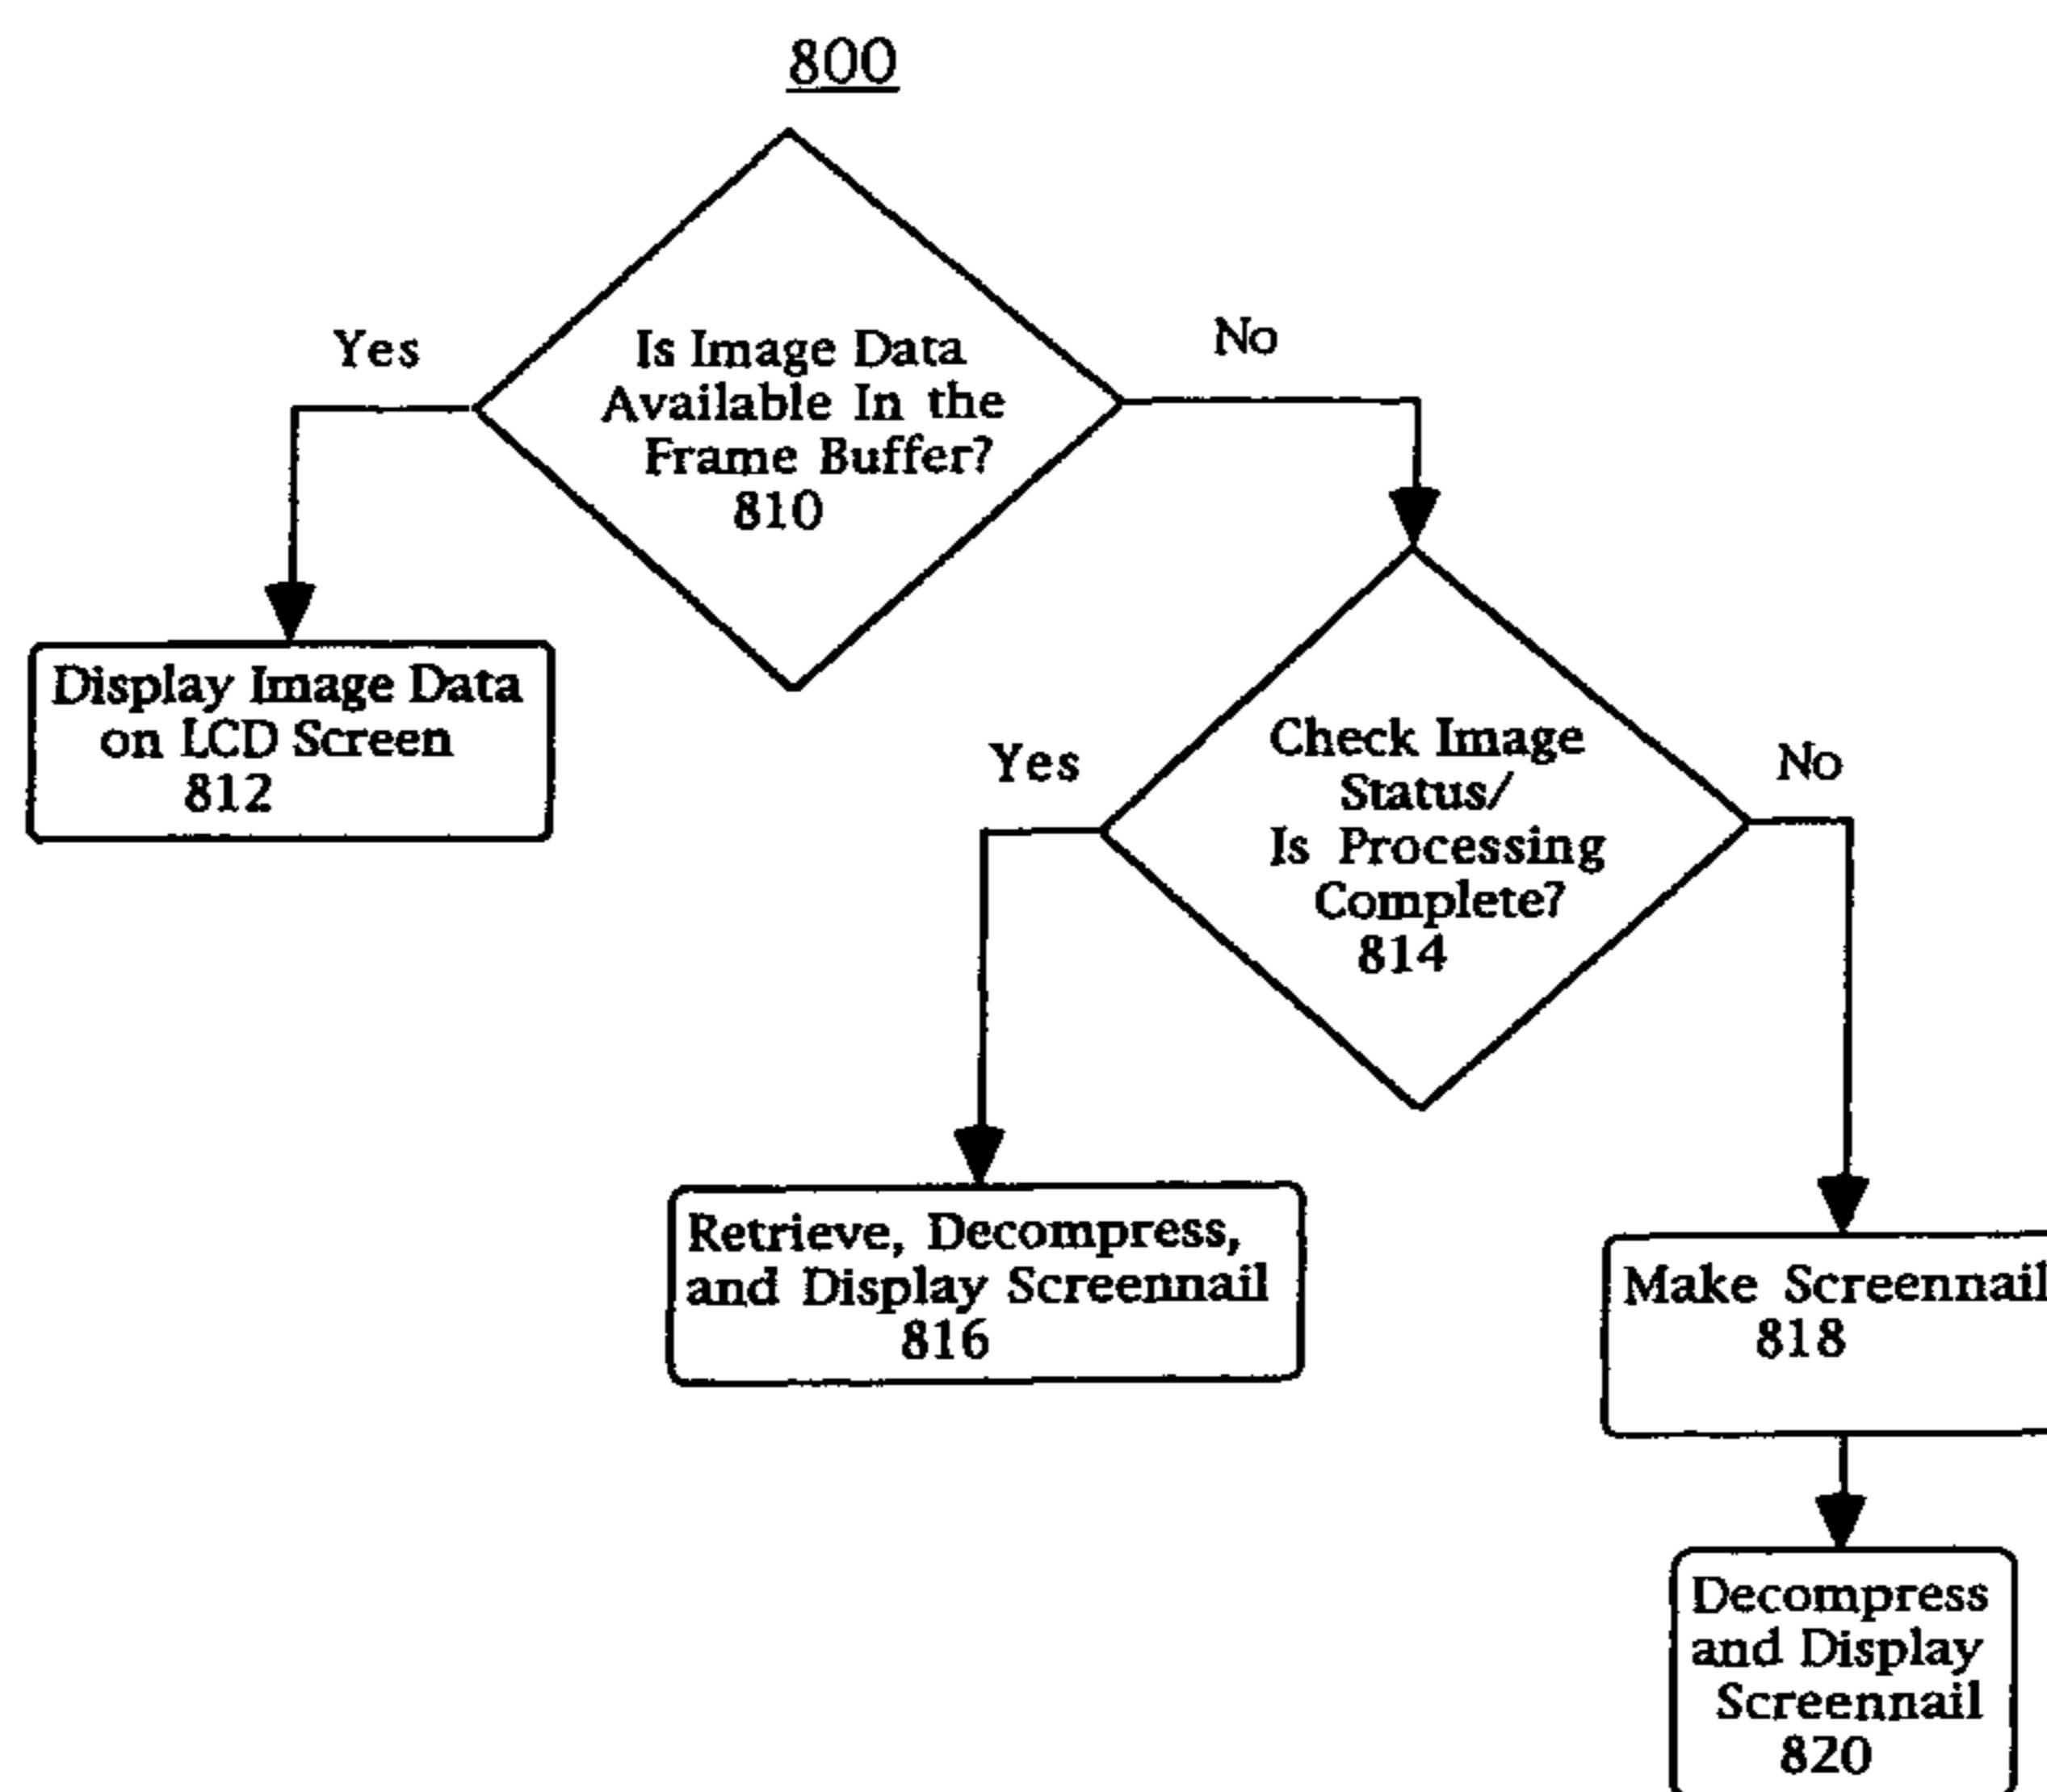 800
Yes
Is Image Data
Available In the
Frame Buffer?
810
No
Display Image Data
on LCD Screen
812
Yes
Check Image
Status/
Is Processing
Complete?
814
No
Retrieve, Decompress,
and Display Screennail
816
Make Screennail
818
Decompress
and Display
Screennail
820